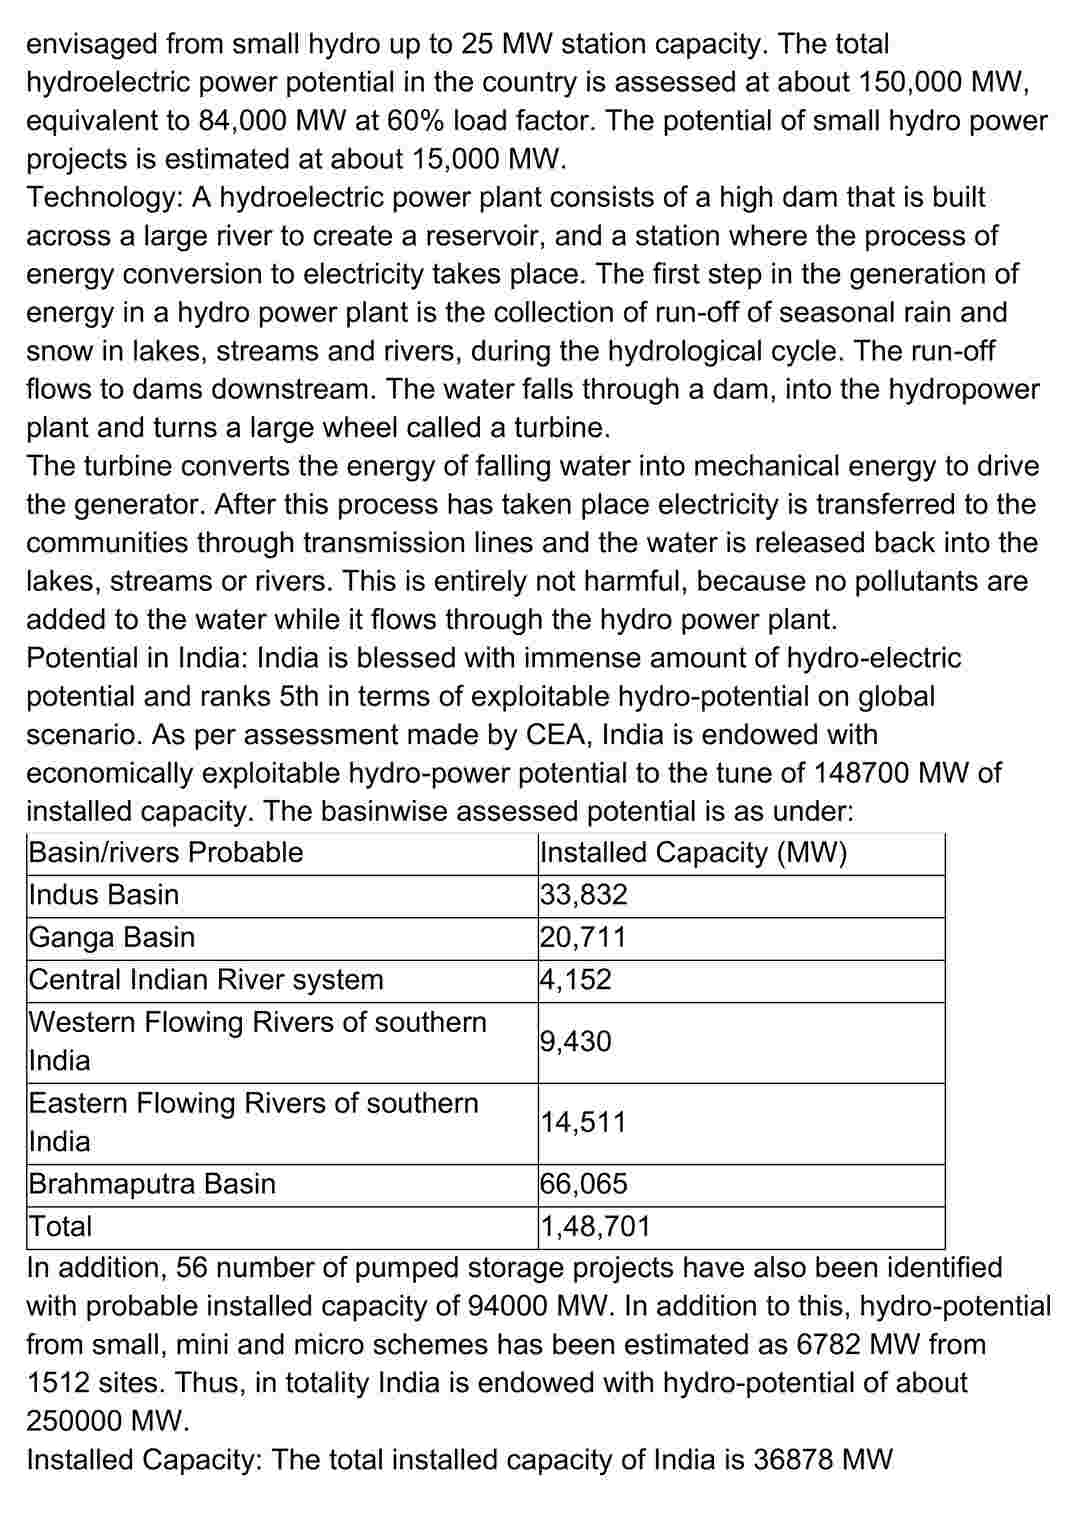 envisaged from small hydro up to 25 MW station capacity. The total
hydroelectric power potential in the country is assessed at about 150,000 MW,
equivalent to 84,000 MW at 60% load factor. The potential of small hydro power
projects is estimated at about 15,000 MW.
Technology: A hydroelectric power plant consists of a high dam that is built
across a large river to create a reservoir, and a station where the process of
energy conversion to electricity takes place. The first step in the generation of
energy in a hydro power plant is the collection of run-off of seasonal rain and
snow in lakes, streams and rivers, during the hydrological cycle. The run-off
flows to dams downstream. The water falls through a dam, into the hydropower
plant and turns a large wheel called a turbine.
The turbine converts the energy of falling water into mechanical energy to drive
the generator. After this process has taken place electricity is transferred to the
communities through transmission lines and the water is released back into the
lakes, streams or rivers. This is entirely not harmful, because no pollutants are
added to the water while it flows through the hydro power plant.
Potential in India: India is blessed with immense amount of hydro-electric
potential and ranks 5th in terms of exploitable hydro-potential on global
scenario. As per assessment made by CEA, India is endowed with
economically exploitable hydro-power potential to the tune of 148700 MW of
installed capacity. The basinwise assessed potential is as under:
Basin/rivers Probable Installed Capacity (MW)
Indus Basin 33,832
Ganga Basin 20,711
Central Indian River system 4,152
Western Flowing Rivers of southern
India 9,430
Eastern Flowing Rivers of southern
India 14,511
Brahmaputra Basin 66,065
Total 1,48,701
In addition, 56 number of pumped storage projects have also been identified
with probable installed capacity of 94000 MW. In addition to this, hydro-potential
from small, mini and micro schemes has been estimated as 6782 MW from
1512 sites. Thus, in totality India is endowed with hydro-potential of about
250000 MW.
Installed Capacity: The total installed capacity of India is 36878 MW